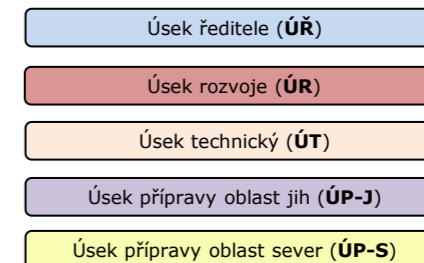 Úsek ředitele (ÚŘ)
Úsek rozvoje (ÚR)
Úsek technický (ÚT)
Úsek přípravy oblast jih (ÚP-J)
Úsek přípravy oblast sever (ÚP-S)